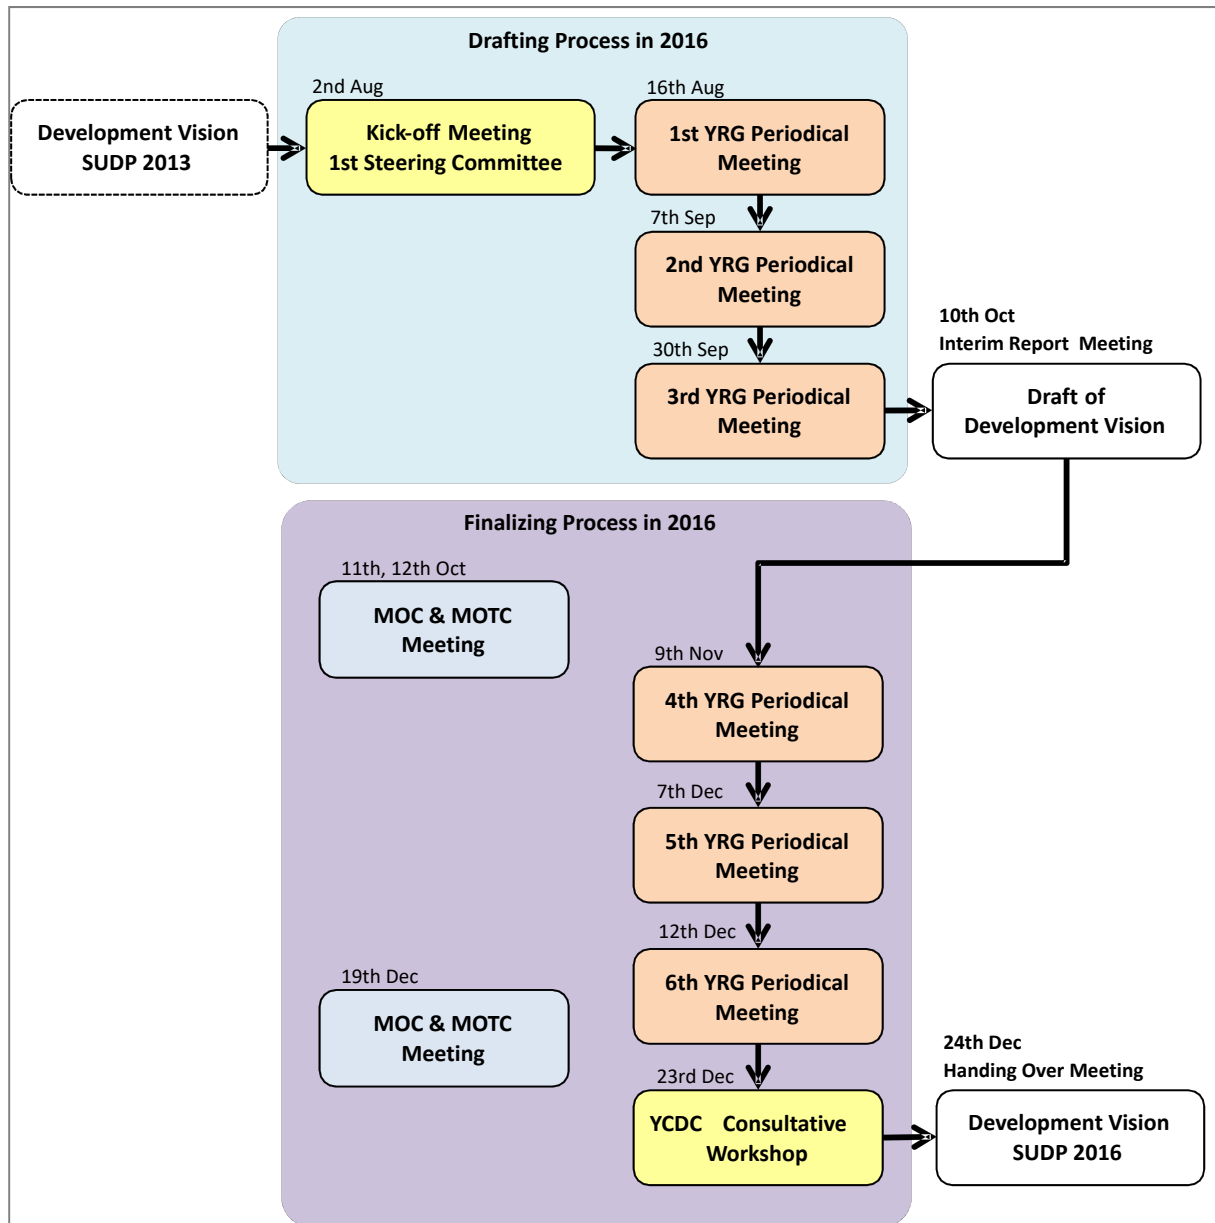 Drafting Process in 2016
2nd Aug
16th Aug
Development Vision
SUDP 2013
Kick-off Meeting
1st Steering Committee
1st YRG Periodical
Meeting
7th Sep
2nd YRG Periodical
Meeting
30th Sep
3rd YRG Periodical
Meeting
10th Oct
Interim Report Meeting
Draft of
Development Vision
Finalizing Process in 2016
11th, 12th Oct
MOC & MOTC
Meeting
9th Nov
4th YRG Periodical
Meeting
7th Dec
5th YRG Periodical
Meeting
12th Dec
6th YRG Periodical
Meeting
19th Dec
MOC & MOTC
Meeting
23rd Dec
YCDC Consultative
Workshop
24th Dec
Handing Over Meeting
Development Vision
SUDP 2016